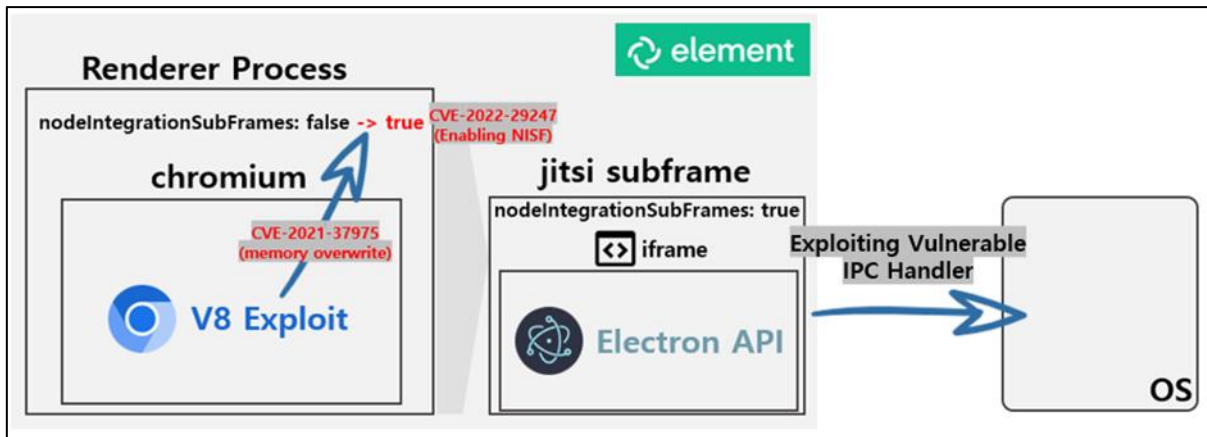 element
Renderer Process
nodeIntegrationSubFrames: false -> true
CVE-2022-29247
(Enabling NISF)
chromium
CVE-2021-37975
(memory overwrite)
V8 Exploit
jitsi subframe
nodeIntegrationSubFrames: true
iframe
Electron API
Exploiting Vulnerable
IPC Handler
OS